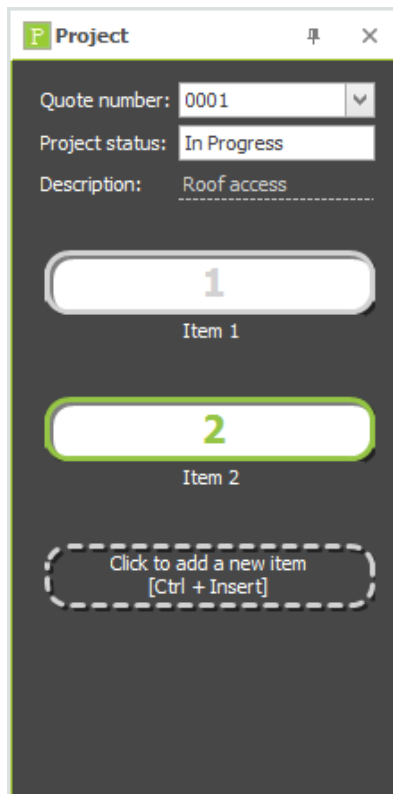 P Project
Quote number: 0001
Project status: In Progress
Description: Roof access
1
Item 1
2
Item 2
Click to add a new item
[Ctrl + Insert]